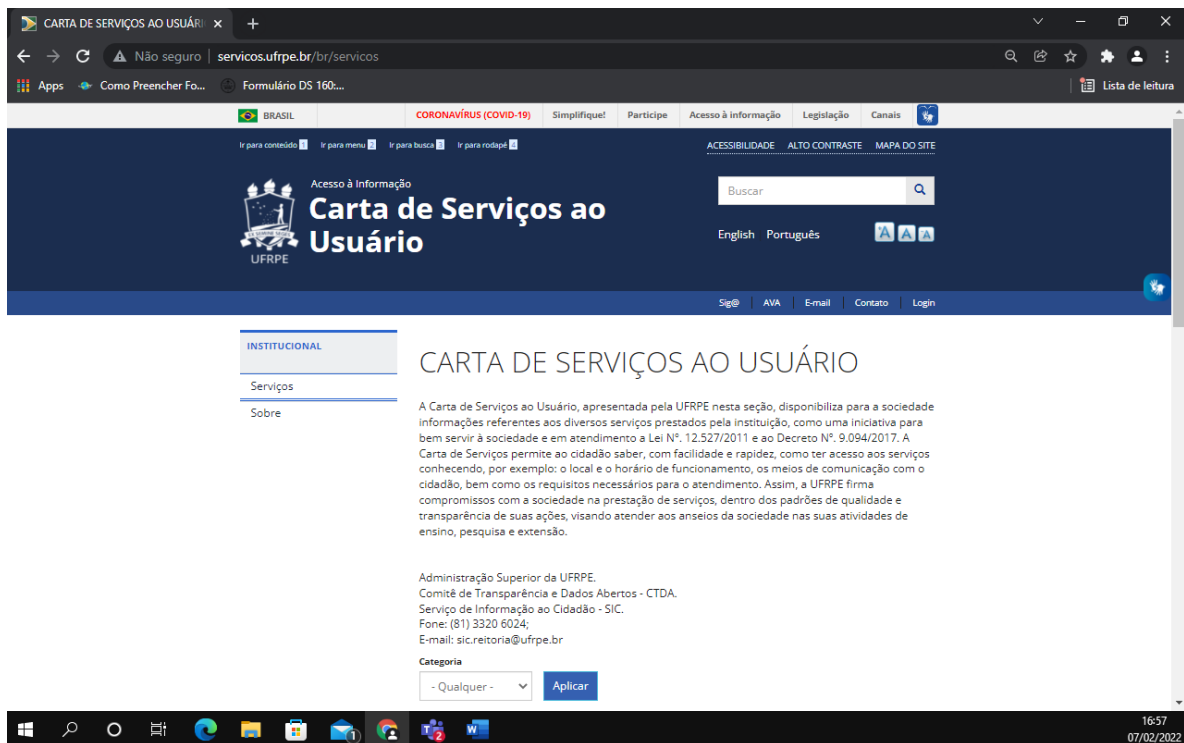 CARTA DE SERVIÇOS AO USUÁRI
Não seguro | servicos.ufrpe.br/br/servicos
Apps Como Preencher Fo... Formulário DS 160:... Lista de leitura
BRASIL CORONAVÍRUS (COVID-19) Simplifique! Participe Acesso à informação Legislação Canais
Ir para conteúdo 1 Ir para menu 2 Ir para busca 3 Ir para rodapé 4 ACESSIBILIDADE ALTO CONTRASTE MAPA DO SITE
Acesso à Informação
Carta de Serviços ao
Usuário
UFRPE
Buscar
English Português A A A
Sig@ AVA E-mail Contato Login
INSTITUCIONAL
Serviços
Sobre
CARTA DE SERVIÇOS AO USUÁRIO
A Carta de Serviços ao Usuário, apresentada pela UFRPE nesta seção, disponibiliza para a sociedade
informações referentes aos diversos serviços prestados pela instituição, como uma iniciativa para
bem servir à sociedade e em atendimento a Lei Nº. 12.527/2011 e ao Decreto Nº. 9.094/2017. A
Carta de Serviços permite ao cidadão saber, com facilidade e rapidez, como ter acesso aos serviços
conhecendo, por exemplo: o local e o horário de funcionamento, os meios de comunicação com o
cidadão, bem como os requisitos necessários para o atendimento. Assim, a UFRPE firma
compromissos com a sociedade na prestação de serviços, dentro dos padrões de qualidade e
transparência de suas ações, visando atender aos anseios da sociedade nas suas atividades de
ensino, pesquisa e extensão.
Administração Superior da UFRPE.
Comitê de Transparência e Dados Abertos - CTDA.
Serviço de Informação ao Cidadão - SIC.
Fone: (81) 3320 6024;
E-mail: sic.reitoria@ufrpe.br
Categoria
- Qualquer - Aplicar
16:57
07/02/2022